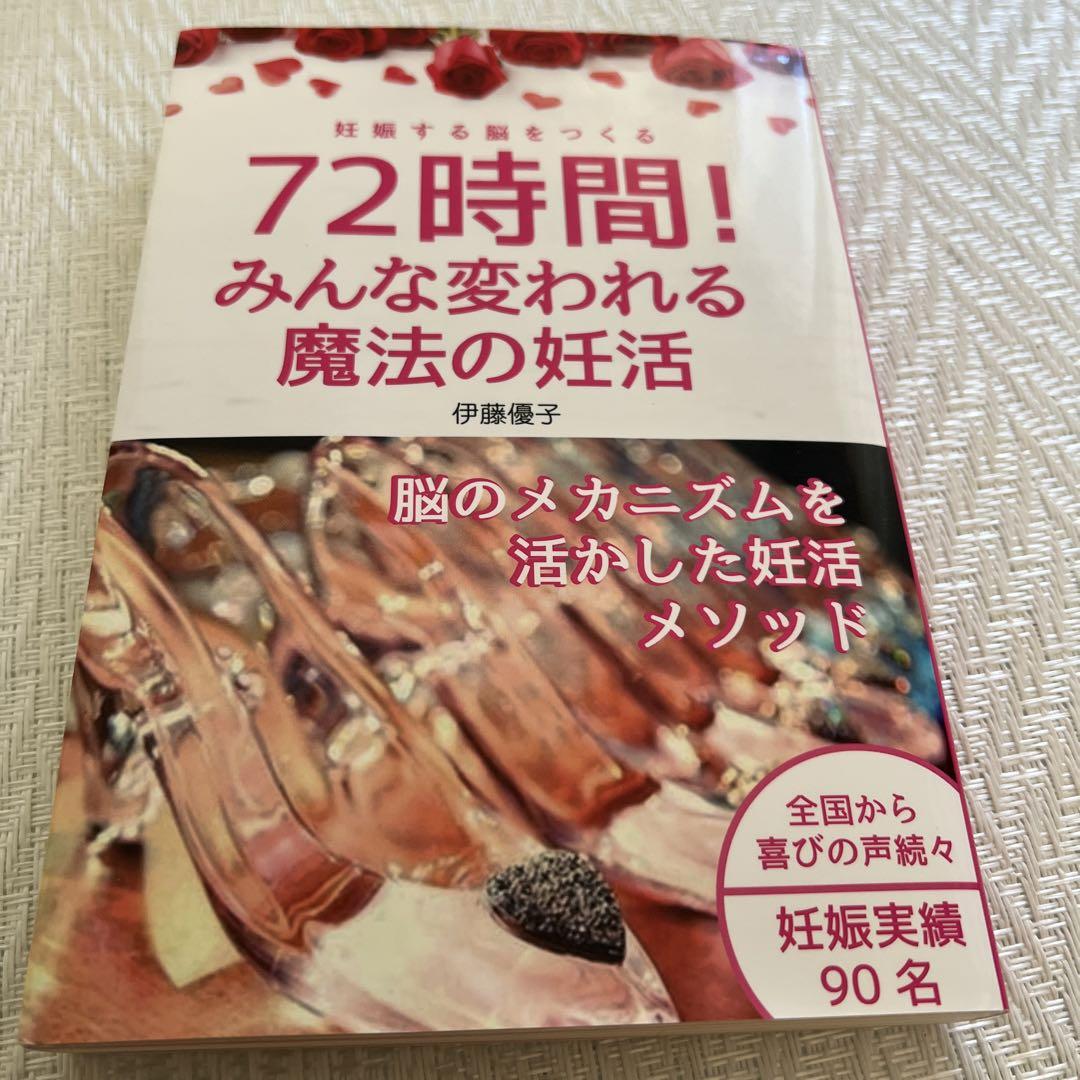 妊娠する脳をつくる
72時間！
みんな変われる
魔法の妊活
伊藤優子
脳のメカニズムを
活かした妊活
メソッド
全国から
喜びの声続々
妊娠実績
90名